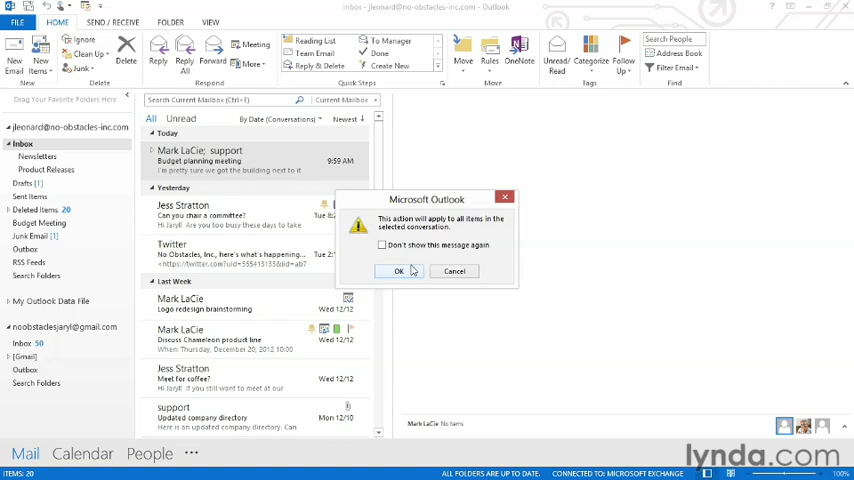 Inbox - jleonard@no-obstacles-inc.com - Outlook
FILE
HOME
SEND / RECEIVE
FOLDER
VIEW
New
Email
New
Items
New
Ignore
Clean Up
Junk
Delete
Delete
Reply
Reply
All
Forward
Meeting
More
Respond
Reading List
Team Email
Reply & Delete
To Manager
Done
Create New
Quick Steps
Move
Rules
OneNote
Move
Unread/
Read
Categorize
Follow
Up
Tags
Search People
Address Book
Filter Email
Find
Drag Your Favorite Folders Here
jleonard@no-obstacles-inc.com
Inbox
Newsletters
Product Releases
Drafts [1]
Sent Items
Deleted Items 20
Budget Meeting
Junk Email [1]
Outbox
RSS Feeds
Search Folders
My Outlook Data File
noobstaclesjaryl@gmail.com
Inbox 50
[Gmail]
Outbox
Search Folders
Search Current Mailbox (Ctrl+E)
Current Mailbox
All Unread
By Date (Conversations)
Newest
Today
Mark LaCie; support
Budget planning meeting 9:59 AM
I'm pretty sure we got the building next to it
Yesterday
Jess Stratton
Can you chair a committee? Tue
Hi Jaryl! Are you too busy these days to take
Twitter
No Obstacles, Inc., here's what's happening Tue
<https://twitter.com?uid=555413133&iid=ab7
Last Week
Mark LaCie
Logo redesign brainstorming Wed 12/12
Mark LaCie
Discuss Chameleon product line Wed 12/12
When: Thursday, December 20, 2012 10:00
Jess Stratton
Meet for coffee? Wed 12/12
Hi Jaryl! If you still want to meet at our
support
Updated company directory Mon 12/10
Here is an updated company directory. Can
Microsoft Outlook
This action will apply to all items in the
selected conversation.
Don't show this message again.
OK
Cancel
Mark LaCie No Items
Mail Calendar People
lynda.com
ITEMS: 20
ALL FOLDERS ARE UP TO DATE.
CONNECTED TO: MICROSOFT EXCHANGE
100%